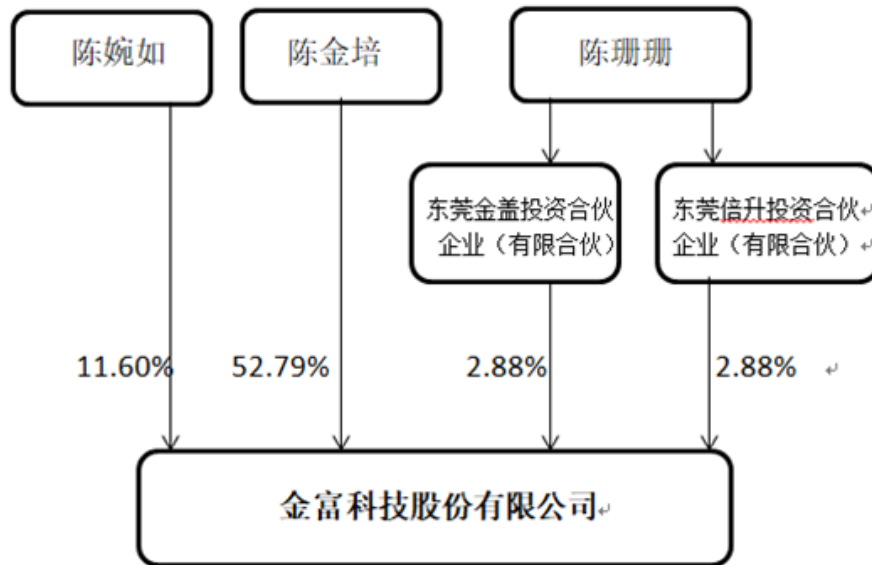 陈婉如
陈金培
陈珊珊
东莞金盖投资合伙
企业（有限合伙）
东莞倍升投资合伙
企业（有限合伙）
11.60%
52.79%
2.88%
2.88%
金富科技股份有限公司